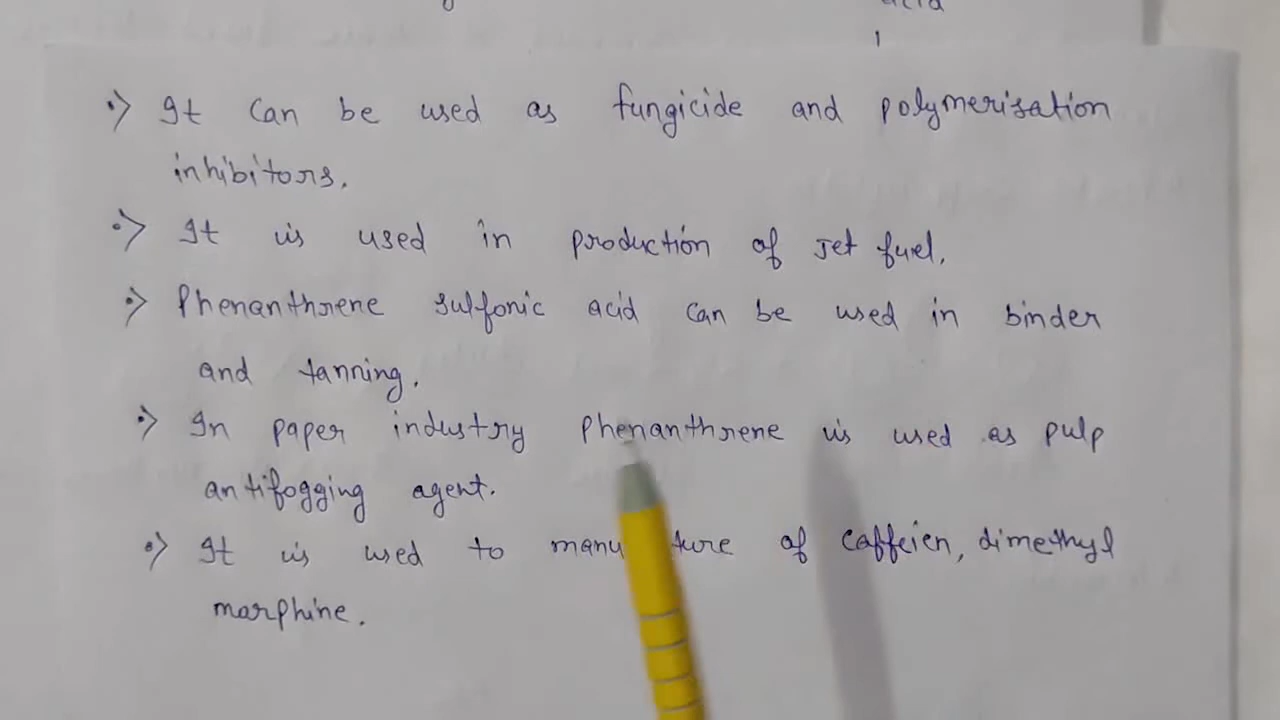 acid
·> It can be used as fungicide and polymerisation
inhibitors.
·> It is used in production of Jet fuel.
·> Phenanthrene sulfonic acid can be used in binder
and tanning.
·> In paper industry Phenanthrene is used as pulp
antifogging agent.
·> It is used to manu ture of caffeien, dimethyl
marphine.